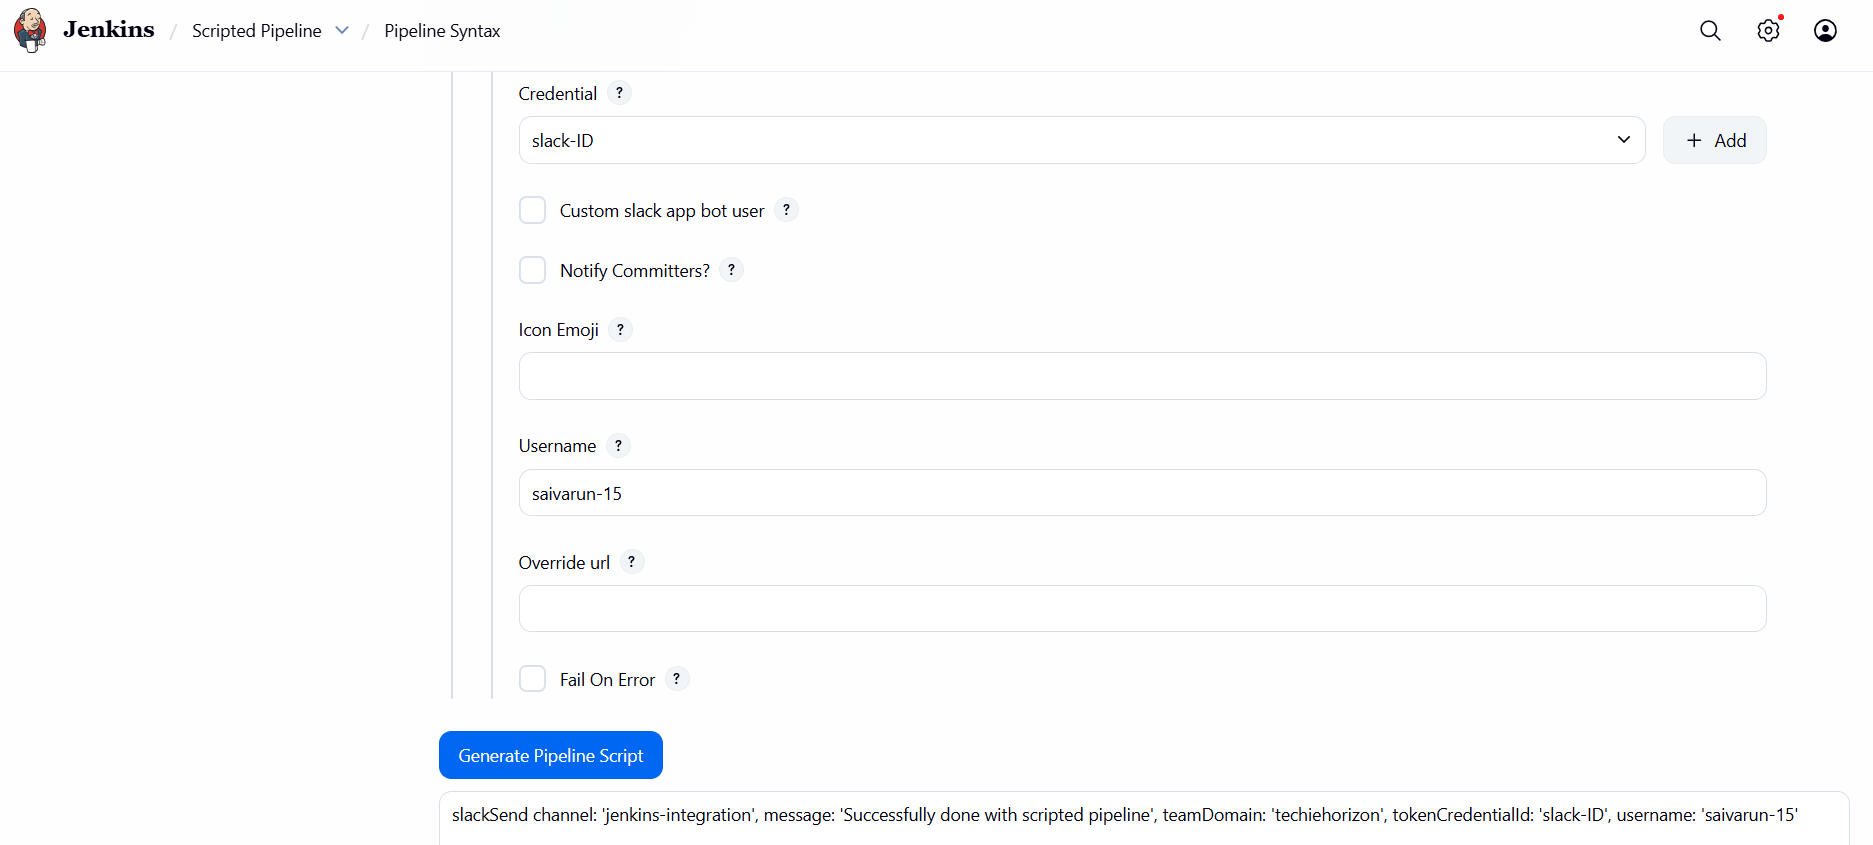 Jenkins / Scripted Pipeline / Pipeline Syntax
Credential ?
slack-ID
+ Add
Custom slack app bot user ?
Notify Committers? ?
Icon Emoji ?
Username ?
saivarun-15
Override url ?
Fail On Error ?
Generate Pipeline Script
slackSend channel: 'jenkins-integration', message: 'Successfully done with scripted pipeline', teamDomain: 'techiehorizon', tokenCredentialId: 'slack-ID', username: 'saivarun-15'